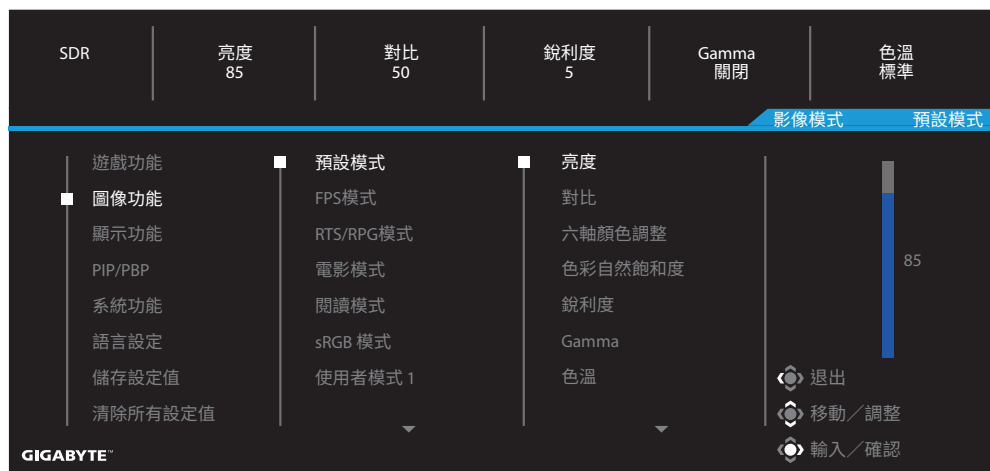 SDR
亮度
85
對比
50
銳利度
5
Gamma
關閉
色溫
標準
影像模式 預設模式
遊戲功能
圖像功能
顯示功能
PIP/PBP
系統功能
語言設定
儲存設定值
清除所有設定值
預設模式
FPS模式
RTS/RPG模式
電影模式
閱讀模式
sRGB 模式
使用者模式 1
亮度
對比
六軸顏色調整
色彩自然飽和度
銳利度
Gamma
色溫
85
退出
移動／調整
輸入／確認
GIGABYTE™